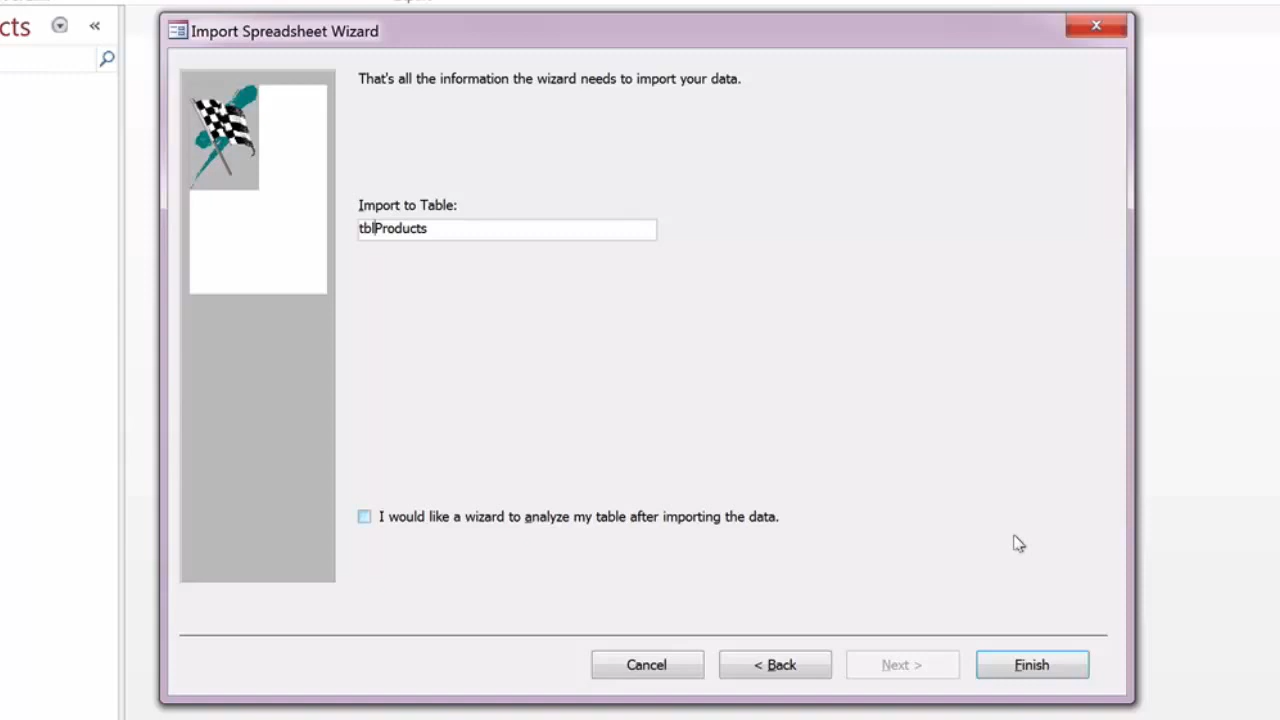 cts
Import Spreadsheet Wizard
That's all the information the wizard needs to import your data.
Import to Table:
tblProducts
I would like a wizard to analyze my table after importing the data.
Cancel
< Back
Next >
Finish